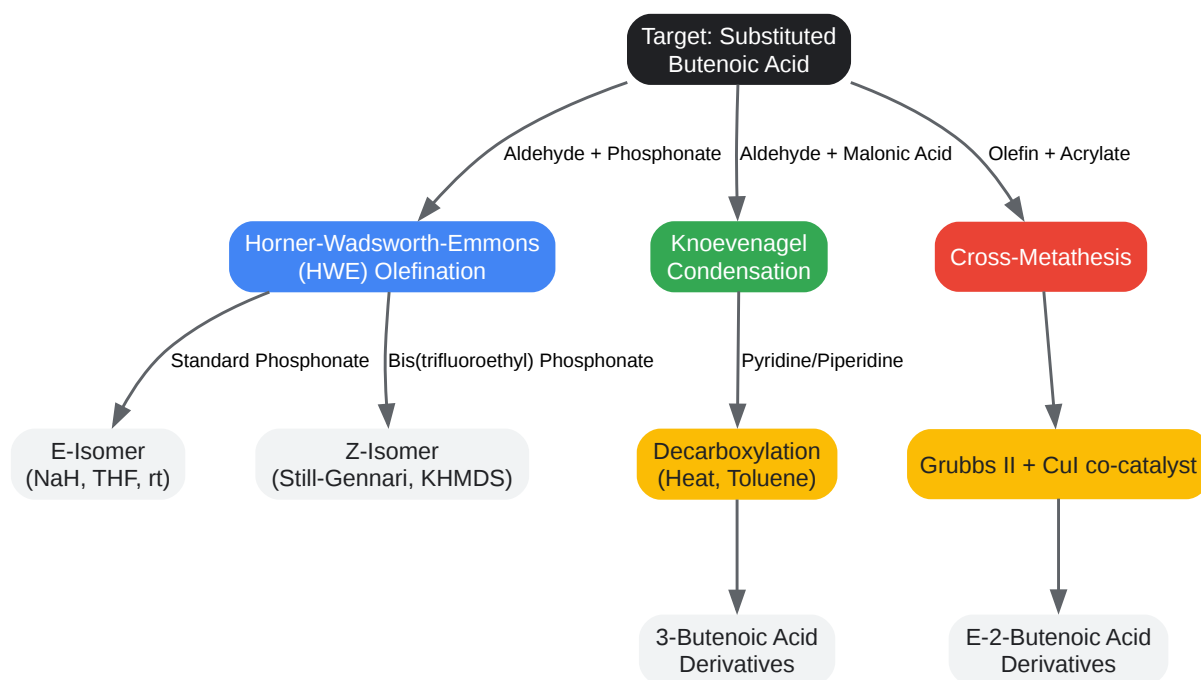 Target: Substituted
Butenoic Acid
Aldehyde + Phosphonate
Aldehyde + Malonic Acid
Olefin + Acrylate
Horner-Wadsworth-Emmons
(HWE) Olefination
Knoevenagel
Condensation
Cross-Metathesis
Standard Phosphonate
Bis(trifluoroethyl) Phosphonate
Pyridine/Piperidine
E-Isomer
(NaH, THF, rt)
Z-Isomer
(Still-Gennari, KHMDS)
Decarboxylation
(Heat, Toluene)
Grubbs II + CuI co-catalyst
3-Butenoic Acid
Derivatives
E-2-Butenoic Acid
Derivatives